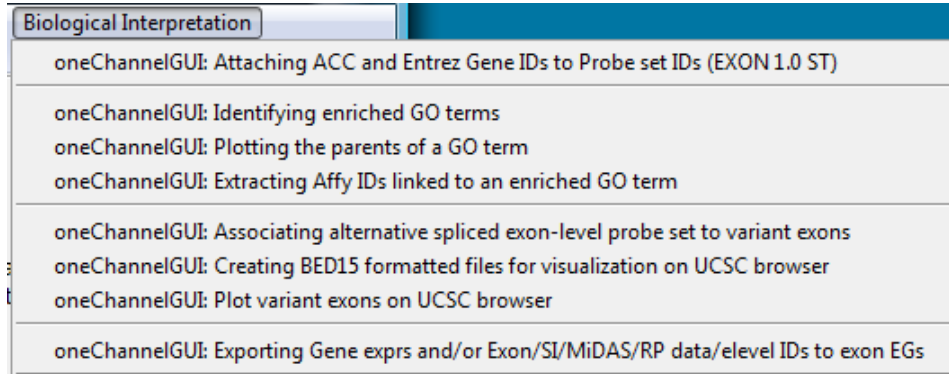 Biological Interpretation
oneChannelGUI: Attaching ACC and Entrez Gene IDs to Probe set IDs (EXON 1.0 ST)
oneChannelGUI: Identifying enriched GO terms
oneChannelGUI: Plotting the parents of a GO term
oneChannelGUI: Extracting Affy IDs linked to an enriched GO term
oneChannelGUI: Associating alternative spliced exon-level probe set to variant exons
oneChannelGUI: Creating BED15 formatted files for visualization on UCSC browser
oneChannelGUI: Plot variant exons on UCSC browser
oneChannelGUI: Exporting Gene exprs and/or Exon/SI/MiDAS/RP data/elevel IDs to exon EGs